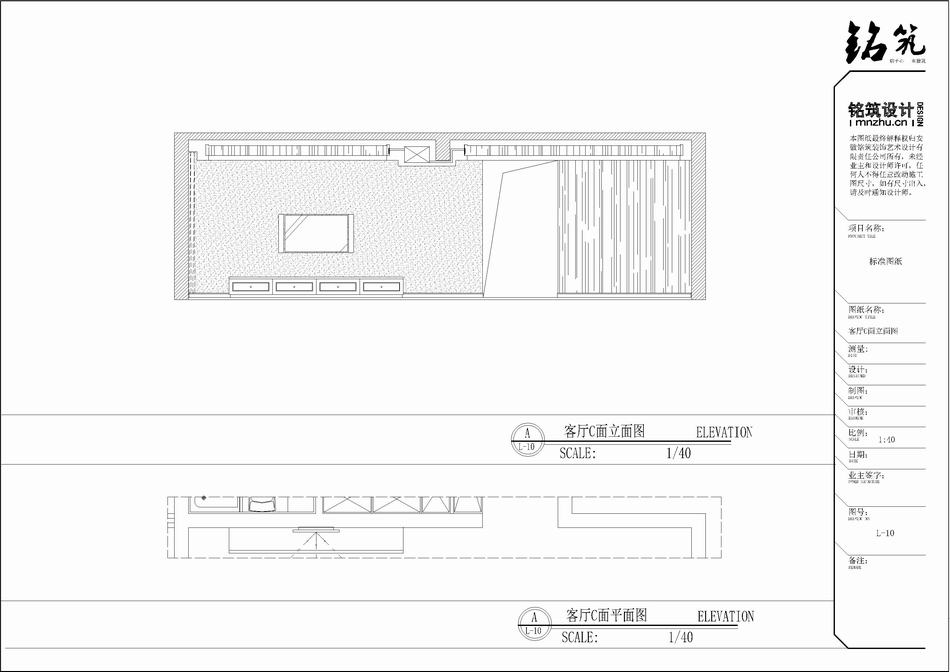 铭筑
铭筑设计
DESIGN
mnzhu.cn
本图纸最终解释权归安
徽铭筑装饰艺术设计有
限责任公司所有，未经
业主和设计师许可，任
何人不得任意改动施工
图尺寸，如有尺寸出入，
请及时通知设计师。
项目名称:
标准图纸
图纸名称:
客厅C面立面图
测量:
设计:
制图:
审核:
比例:
1:40
日期:
业主签字:
图号:
L-10
备注:
A
L-10
客厅C面立面图 ELEVATION
SCALE: 1/40
A
L-10
客厅C面平面图 ELEVATION
SCALE: 1/40